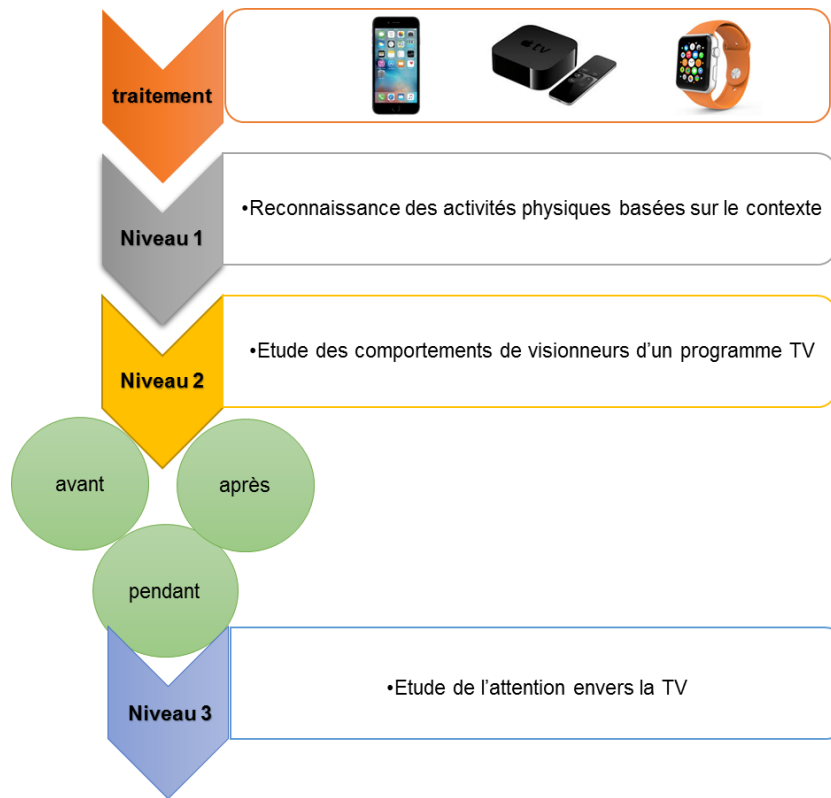 traitement
tv
Niveau 1
•Reconnaissance des activités physiques basées sur le contexte
Niveau 2
•Etude des comportements de visionneurs d’un programme TV
avant
après
pendant
Niveau 3
•Etude de l’attention envers la TV